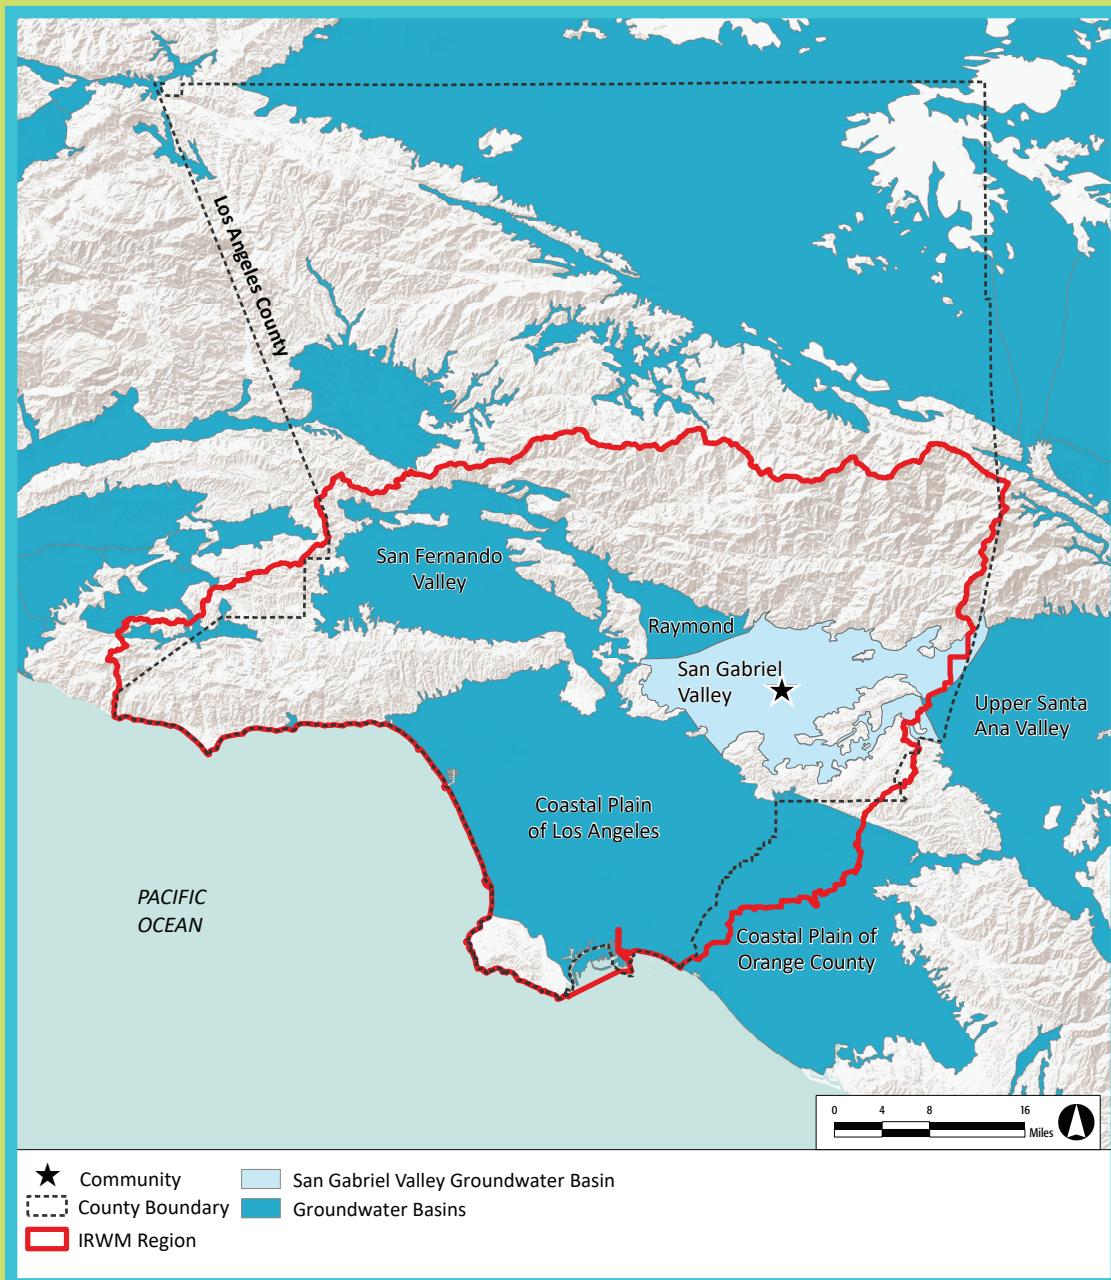 Los Angeles County
San Fernando
Valley
Raymond
San Gabriel
Valley
Upper Santa
Ana Valley
Coastal Plain
of Los Angeles
PACIFIC
OCEAN
Coastal Plain of
Orange County
0 4 8 16
Miles
Community
County Boundary
IRWM Region
San Gabriel Valley Groundwater Basin
Groundwater Basins